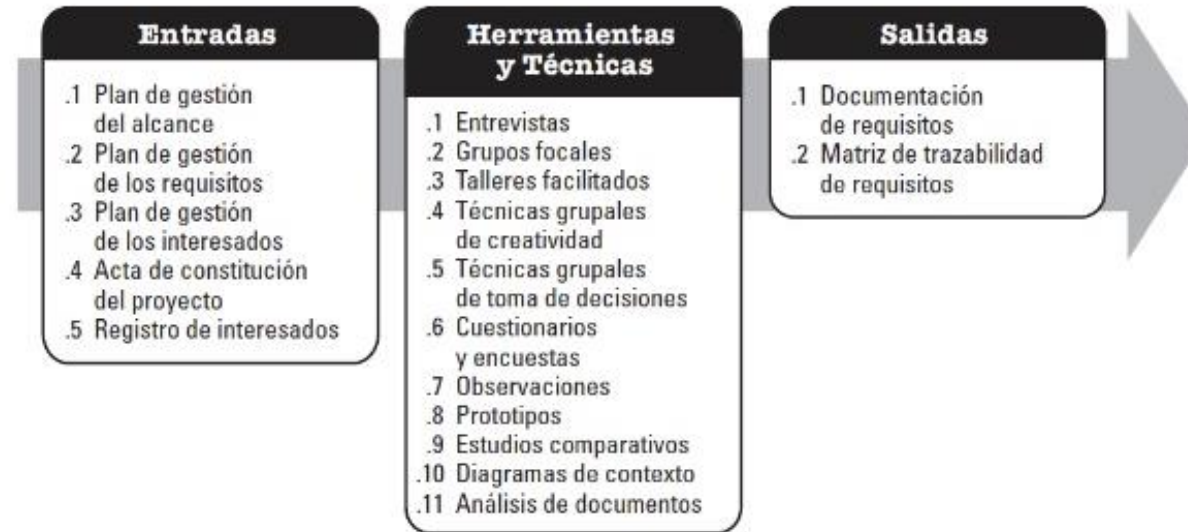 Entradas
.1 Plan de gestión
del alcance
.2 Plan de gestión
de los requisitos
.3 Plan de gestión
de los interesados
.4 Acta de constitución
del proyecto
.5 Registro de interesados
Herramientas
y Técnicas
.1 Entrevistas
.2 Grupos focales
.3 Talleres facilitados
.4 Técnicas grupales
de creatividad
.5 Técnicas grupales
de toma de decisiones
.6 Cuestionarios
y encuestas
.7 Observaciones
.8 Prototipos
.9 Estudios comparativos
.10 Diagramas de contexto
.11 Análisis de documentos
Salidas
.1 Documentación
de requisitos
.2 Matriz de trazabilidad
de requisitos